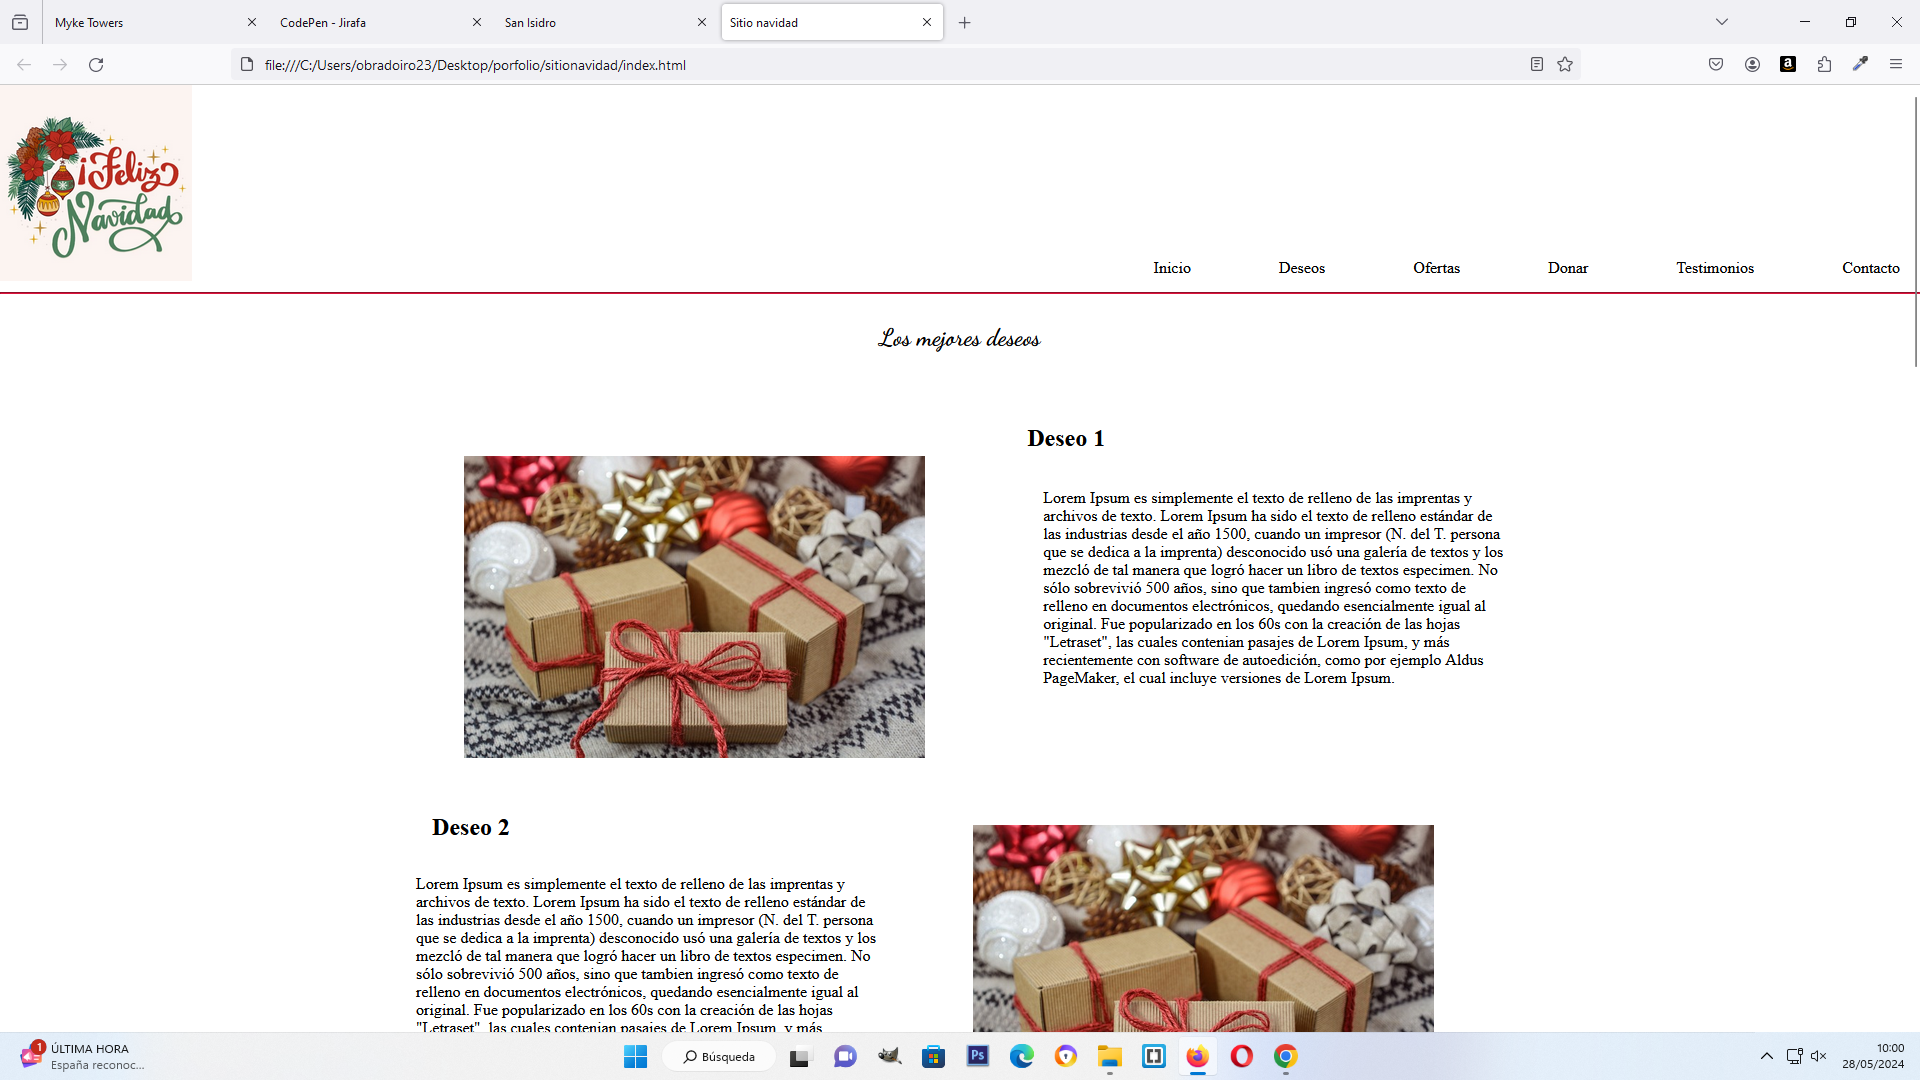 Myke Towers
CodePen - Jirafa
San Isidro
Sitio navidad
file:///C:/Users/obradoiro23/Desktop/porfolio/sitionavidad/index.html
a
¡Feliz
Navidad
Inicio
Deseos
Ofertas
Donar
Testimonios
Contacto
Los mejores deseos
Deseo 1
Lorem Ipsum es simplemente el texto de relleno de las imprentas y
archivos de texto. Lorem Ipsum ha sido el texto de relleno estándar de
las industrias desde el año 1500, cuando un impresor (N. del T. persona
que se dedica a la imprenta) desconocido usó una galería de textos y los
mezcló de tal manera que logró hacer un libro de textos especimen. No
sólo sobrevivió 500 años, sino que tambien ingresó como texto de
relleno en documentos electrónicos, quedando esencialmente igual al
original. Fue popularizado en los 60s con la creación de las hojas
"Letraset", las cuales contenian pasajes de Lorem Ipsum, y más
recientemente con software de autoedición, como por ejemplo Aldus
PageMaker, el cual incluye versiones de Lorem Ipsum.
Deseo 2
Lorem Ipsum es simplemente el texto de relleno de las imprentas y
archivos de texto. Lorem Ipsum ha sido el texto de relleno estándar de
las industrias desde el año 1500, cuando un impresor (N. del T. persona
que se dedica a la imprenta) desconocido usó una galería de textos y los
mezcló de tal manera que logró hacer un libro de textos especimen. No
sólo sobrevivió 500 años, sino que tambien ingresó como texto de
relleno en documentos electrónicos, quedando esencialmente igual al
original. Fue popularizado en los 60s con la creación de las hojas
"Letraset", las cuales contenian pasajes de Lorem Ipsum, y más
1
ÚLTIMA HORA
España reconoc...
Búsqueda
Ps
10:00
28/05/2024